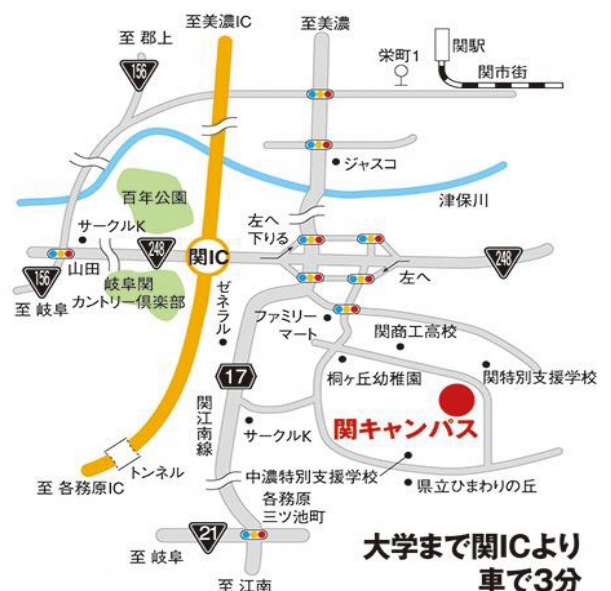 至美濃IC
至美濃
至 郡上
156
栄町1
関駅
関市街
ジャスコ
百年公園
津保川
サークルK
左へ
下りる
248
関IC
248
山田
156
至 岐阜
岐阜関
カントリー倶楽部
左へ
ゼネラル
ファミリー
マート
関商工高校
桐ヶ丘幼稚園
関特別支援学校
17
関江南線
関キャンパス
サークルK
トンネル
至 各務原IC
中濃特別支援学校
県立ひまわりの丘
各務原
三ツ池町
21
至 岐阜
至 江南
大学まで関ICより
車で3分